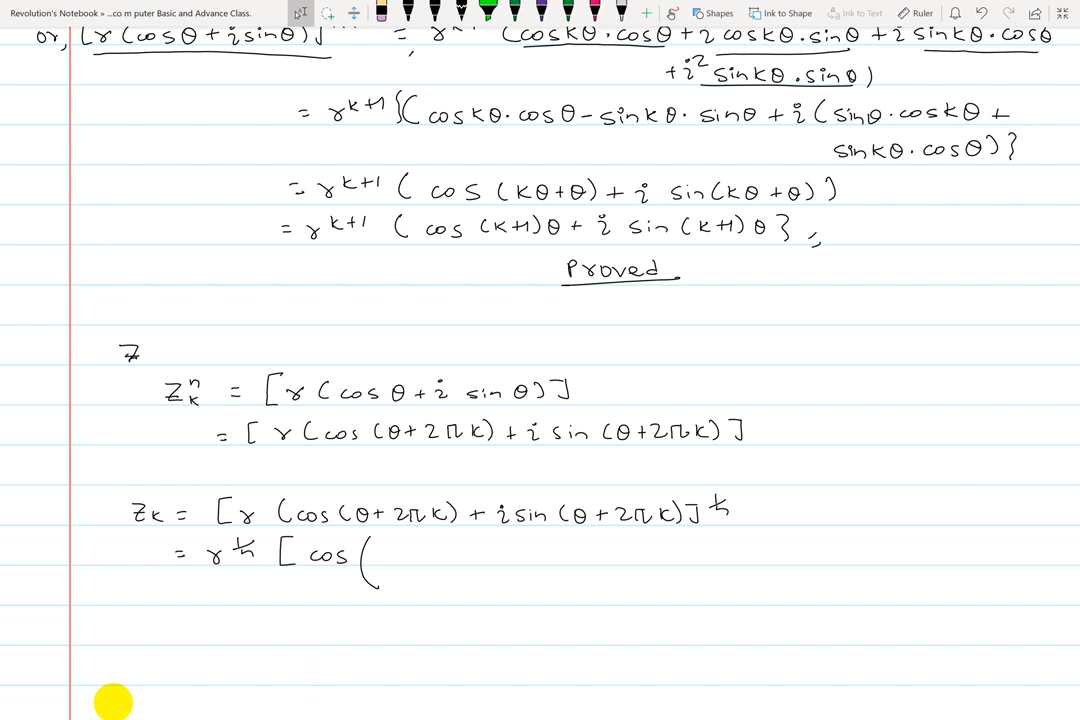 Revolution's Notebook » ...co m puter Basic and Advance Class.
Shapes Ink to Shape Ink to Text Ruler
or, [r (cosθ + i sinθ)] = (coskθ.cosθ + i coskθ.sinθ + i sinkθ.cosθ
+ i² sinkθ.sinθ)
= r^{k+1} {( coskθ.cosθ - sinkθ. sinθ + i (sinθ.coskθ +
sinkθ.cosθ)}
= r^{k+1} ( cos (kθ+θ) + i sin(kθ+θ))
= r^{k+1} ( cos (k+1)θ + i sin (k+1) θ },,
Proved
Z
Z_k^n = [r (cos θ + i sin θ)]
= [ r (cos (θ+2πk) + i sin (θ+2πk) ]
Z_k = [r (cos (θ+2πk) + i sin (θ+2πk)]^{1/n}
= r^{1/n} [ cos (